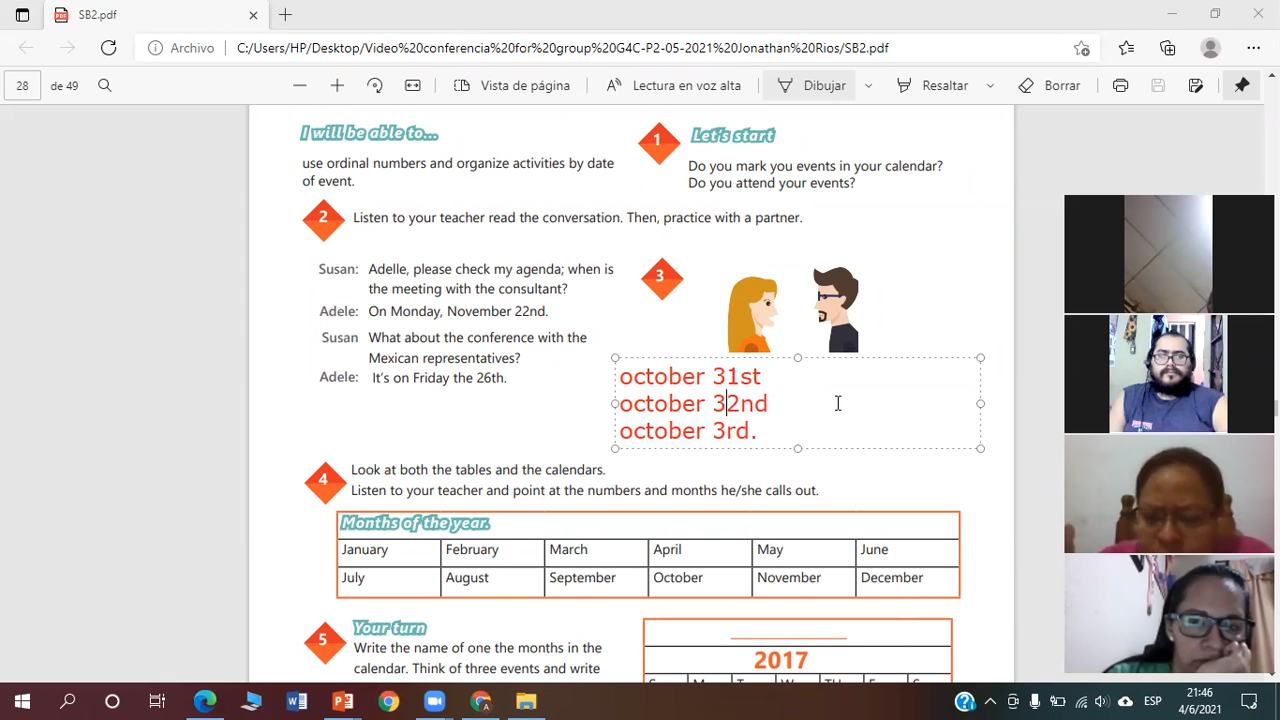 SB2.pdf
Archivo
C:/Users/HP/Desktop/Video%20conferencia%20for%20group%20G4C-P2-05-2021%20Jonathan%20Rios/SB2.pdf
28 de 49
Vista de página
Lectura en voz alta
Dibujar
Resaltar
Borrar
I will be able to...
use ordinal numbers and organize activities by date
of event.
1
Let's start
Do you mark you events in your calendar?
Do you attend your events?
2
Listen to your teacher read the conversation. Then, practice with a partner.
Susan: Adelle, please check my agenda; when is
the meeting with the consultant?
Adele: On Monday, November 22nd.
Susan What about the conference with the
Mexican representatives?
Adele: It's on Friday the 26th.
3
october 31st
october 32nd
october 3rd.
4
Look at both the tables and the calendars.
Listen to your teacher and point at the numbers and months he/she calls out.
Months of the year.
January February March April May June
July August September October November December
5
Your turn
Write the name of one the months in the
calendar. Think of three events and write
2017
ESP
21:46
4/6/2021